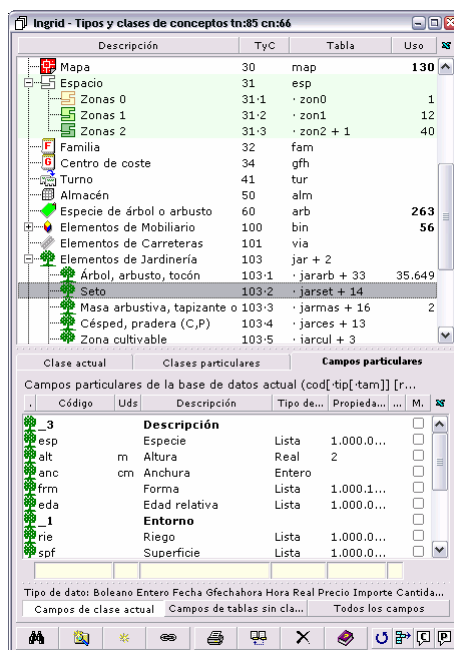 Ingrid - Tipos y clases de conceptos tn:85 cn:66
Descripción TyC Tabla Uso
Mapa 30 map 130
Espacio 31 esp
Zonas 0 31·1 · zon0 1
Zonas 1 31·2 · zon1 12
Zonas 2 31·3 · zon2 + 1 40
F Familia 32 fam
6 Centro de coste 34 gfh
Turno 41 tur
Almacén 50 alm
Especie de árbol o arbusto 60 arb 263
Elementos de Mobiliario 100 bin 56
Elementos de Carreteras 101 via
Elementos de Jardinería 103 jar + 2
Árbol, arbusto, tocón 103·1 · jararb + 33 35.649
Seto 103·2 · jarset + 14
Masa arbustiva, tapizante o 103·3 · jarmas + 16 2
Césped, pradera (C,P) 103·4 · jarces + 13
Zona cultivable 103·5 · jarcul + 3
Clase actual Clases particulares Campos particulares
Campos particulares de la base de datos actual (cod[·tip[·tam]] [r...
. Código Uds Descripción Tipo de... Propieda... ... M.
_3 Descripción
esp Especie Lista 1.000.0...
alt m Altura Real 2
anc cm Anchura Entero
frm Forma Lista 1.000.1...
eda Edad relativa Lista 1.000.0...
_1 Entorno
rie Riego Lista 1.000.0...
spf Superficie Lista 1.000.0...
Tipo de dato: Boleano Entero Fecha Gfechahora Hora Real Precio Importe Cantida...
Campos de clase actual Campos de tablas sin cla... Todos los campos
C P